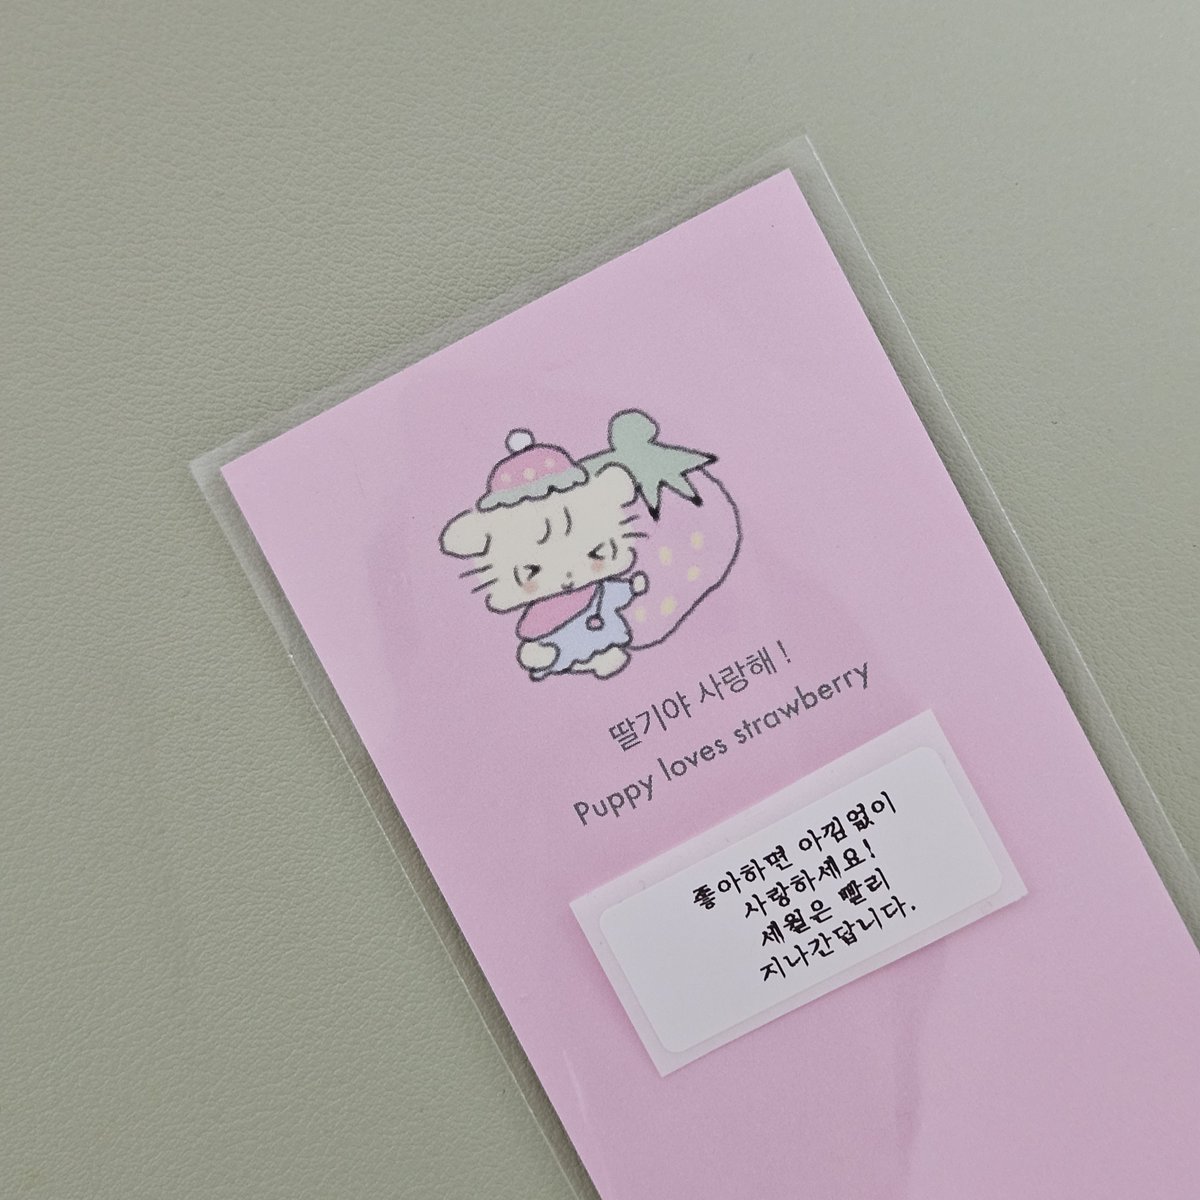 딸기야 사랑해 !
Puppy loves strawberry
좋아하면 아낌없이
사랑하세요!
세월은 빨리
지나간답니다.